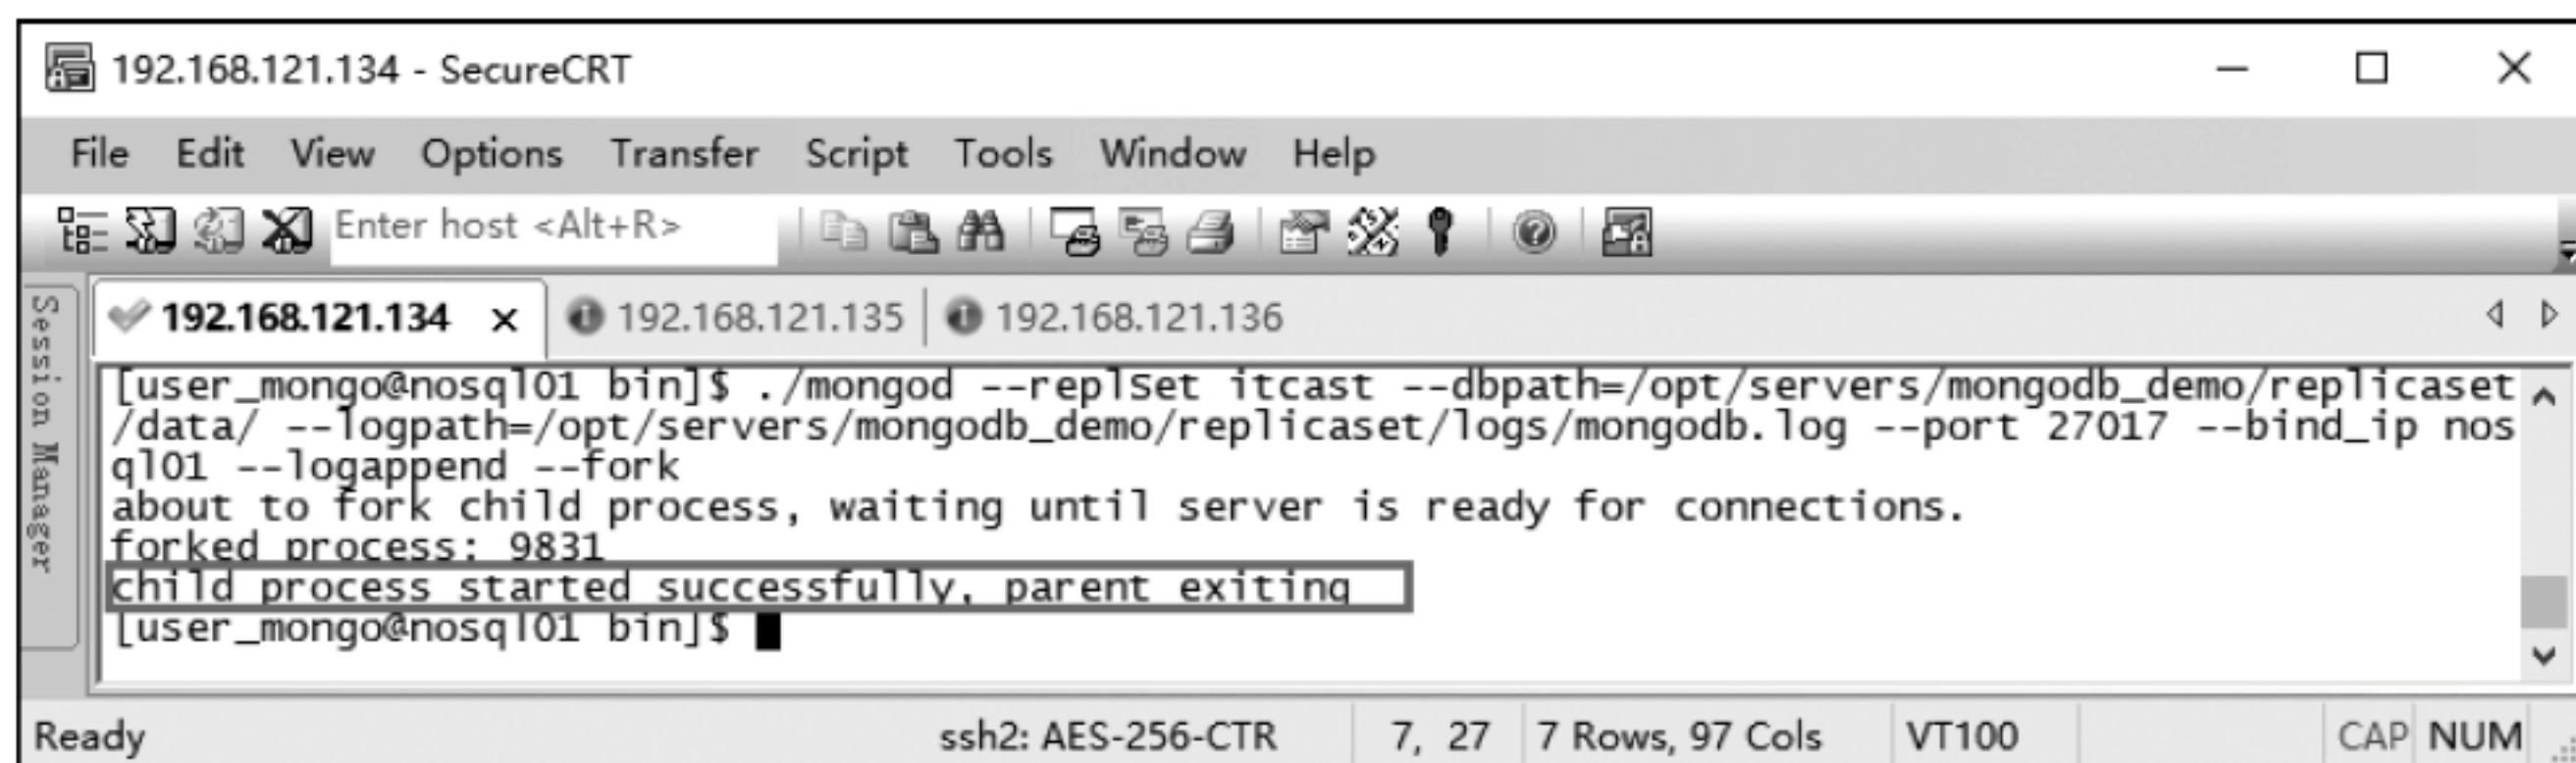 192.168.121.134 - SecureCRT
File Edit View Options Transfer Script Tools Window Help
Enter host <Alt+R>
Session Manager
192.168.121.134 x 192.168.121.135 192.168.121.136
[user_mongo@nosql01 bin]$ ./mongod --replSet itcast --dbpath=/opt/servers/mongodb_demo/replicaset
/data/ --logpath=/opt/servers/mongodb_demo/replicaset/logs/mongodb.log --port 27017 --bind_ip nos
ql01 --logappend --fork
about to fork child process, waiting until server is ready for connections.
forked process: 9831
child process started successfully, parent exiting
[user_mongo@nosql01 bin]$
Ready ssh2: AES-256-CTR 7, 27 7 Rows, 97 Cols VT100 CAP NUM